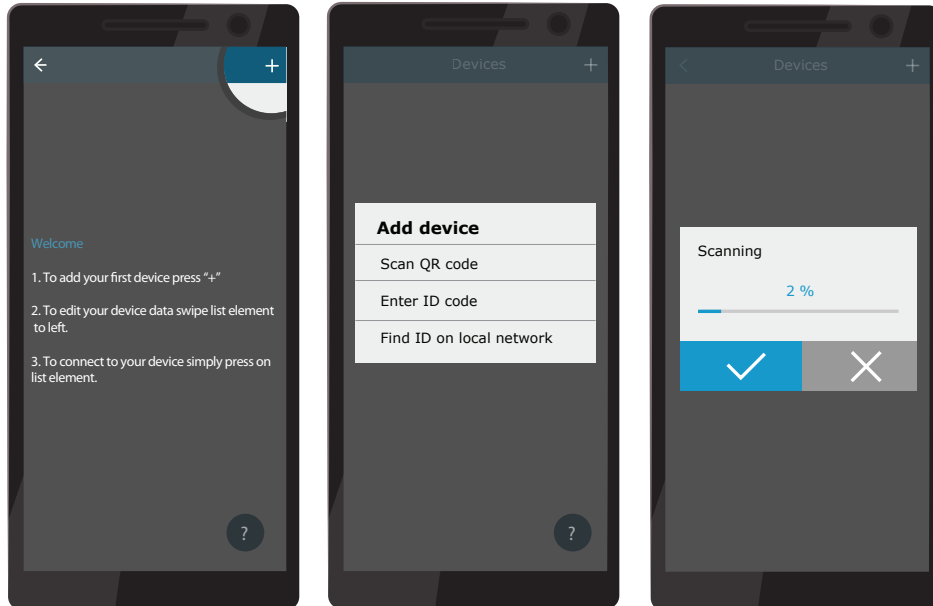 Welcome
1. To add your first device press “+”
2. To edit your device data swipe list element
to left.
3. To connect to your device simply press on
list element.
?
Devices
Add device
Scan QR code
Enter ID code
Find ID on local network
?
Devices
Scanning
2 %